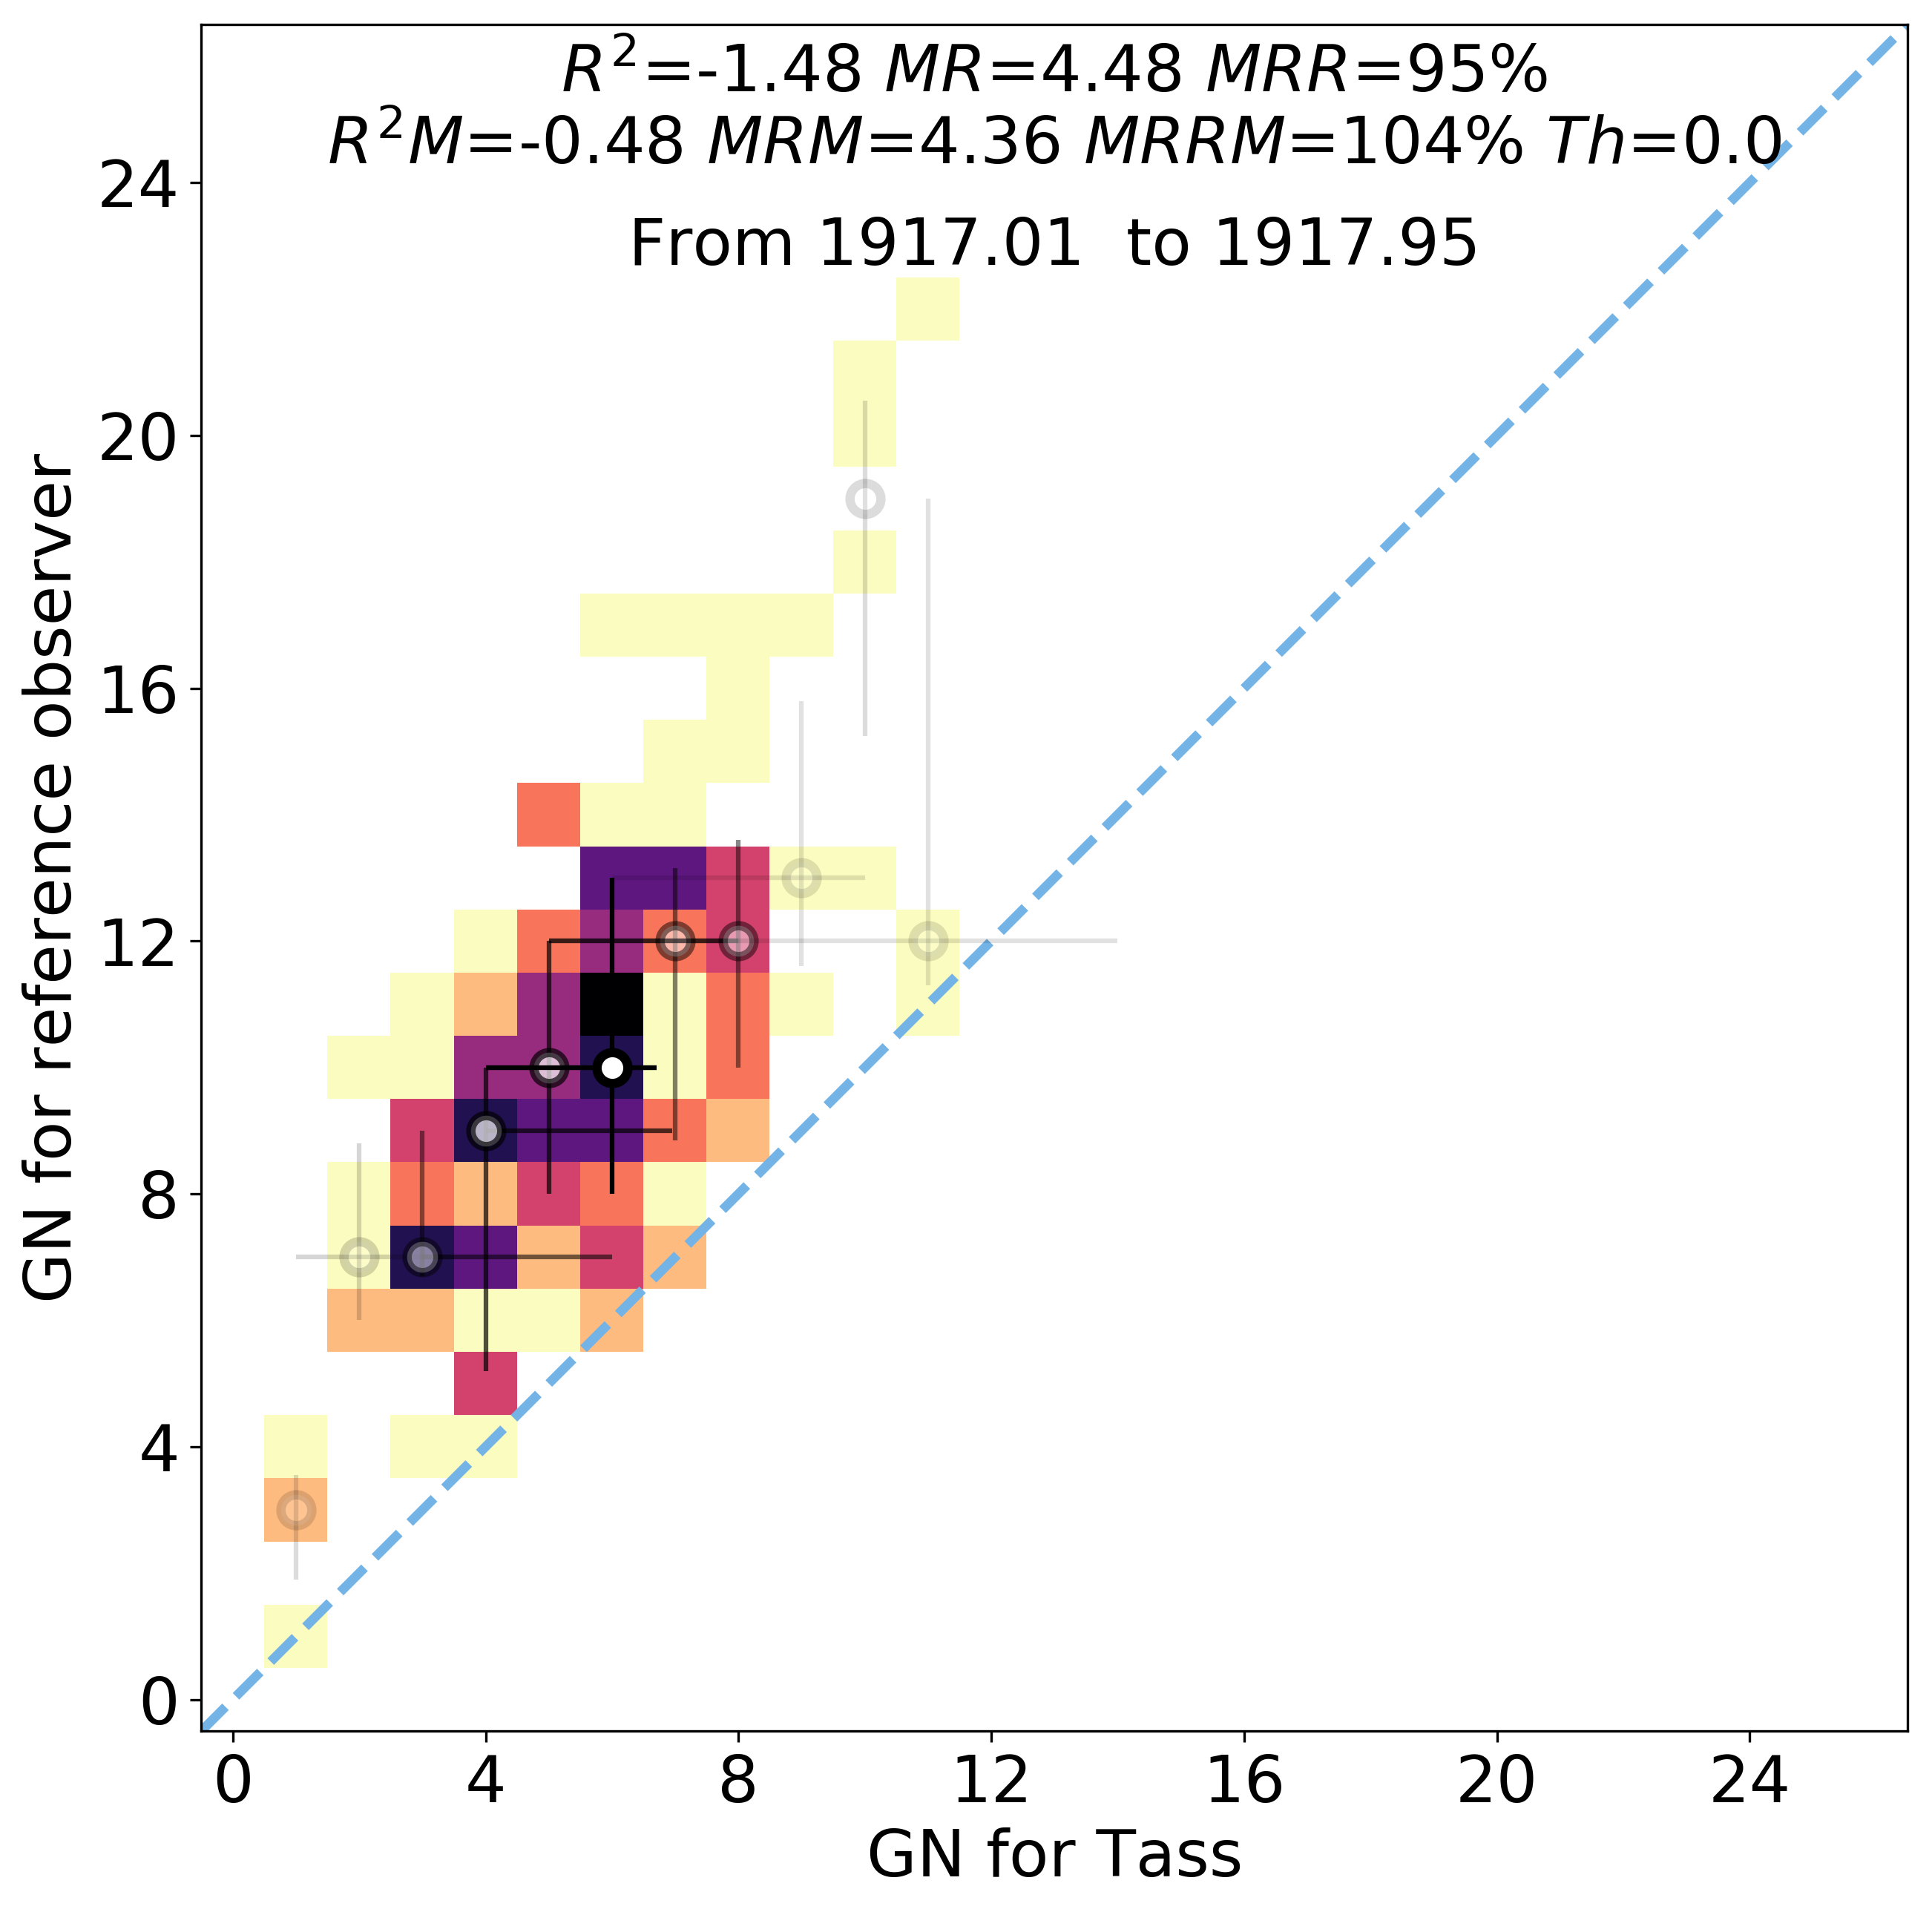 R²=-1.48 MR=4.48 MRR=95%
R²M=-0.48 MRM=4.36 MRRM=104% Th=0.0
From 1917.01 to 1917.95
24
20
16
12
8
4
0
GN for reference observer
0 4 8 12 16 20 24
GN for Tass